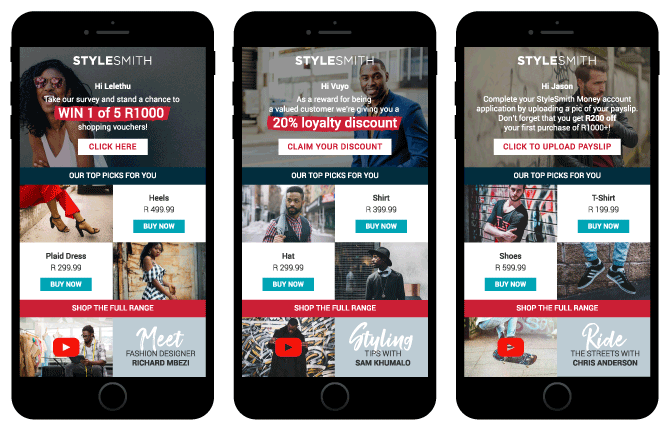 STYLESMITH
Hi Lelethu
Take our survey and stand a chance to
WIN 1 of 5 R1000
shopping vouchers!
CLICK HERE
OUR TOP PICKS FOR YOU
Heels
R 499.99
BUY NOW
Plaid Dress
R 299.99
BUY NOW
SHOP THE FULL RANGE
Meet
FASHION DESIGNER
RICHARD MBEZI
STYLESMITH
Hi Vuyo
As a reward for being
a valued customer we're giving you a
20% loyalty discount
CLAIM YOUR DISCOUNT
OUR TOP PICKS FOR YOU
Shirt
R 399.99
BUY NOW
Hat
R 299.99
BUY NOW
SHOP THE FULL RANGE
Styling
TIPS WITH
SAM KHUMALO
STYLESMITH
Hi Jason
Complete your StyleSmith Money account
application by uploading a pic of your payslip.
Don't forget that you get R200 off
your first purchase of R1000+!
CLICK TO UPLOAD PAYSLIP
OUR TOP PICKS FOR YOU
T-Shirt
R 199.99
BUY NOW
Shoes
R 599.99
BUY NOW
SHOP THE FULL RANGE
Ride
THE STREETS WITH
CHRIS ANDERSON